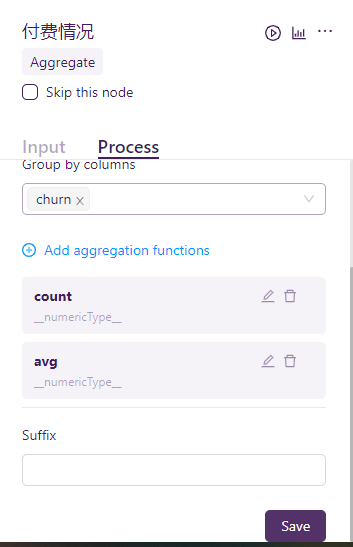 付费情况
Aggregate
Skip this node
Input Process
Group by columns
churn x
Add aggregation functions
count
__numericType__
avg
__numericType__
Suffix
Save